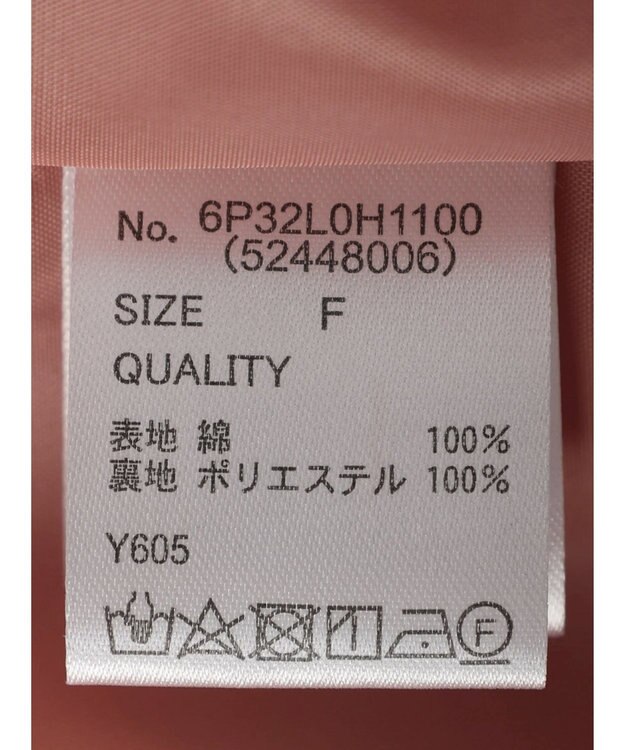 No. 6P32L0H1100
(52448006)
SIZE F
QUALITY
表地 綿 100%
裏地 ポリエステル 100%
Y605
F